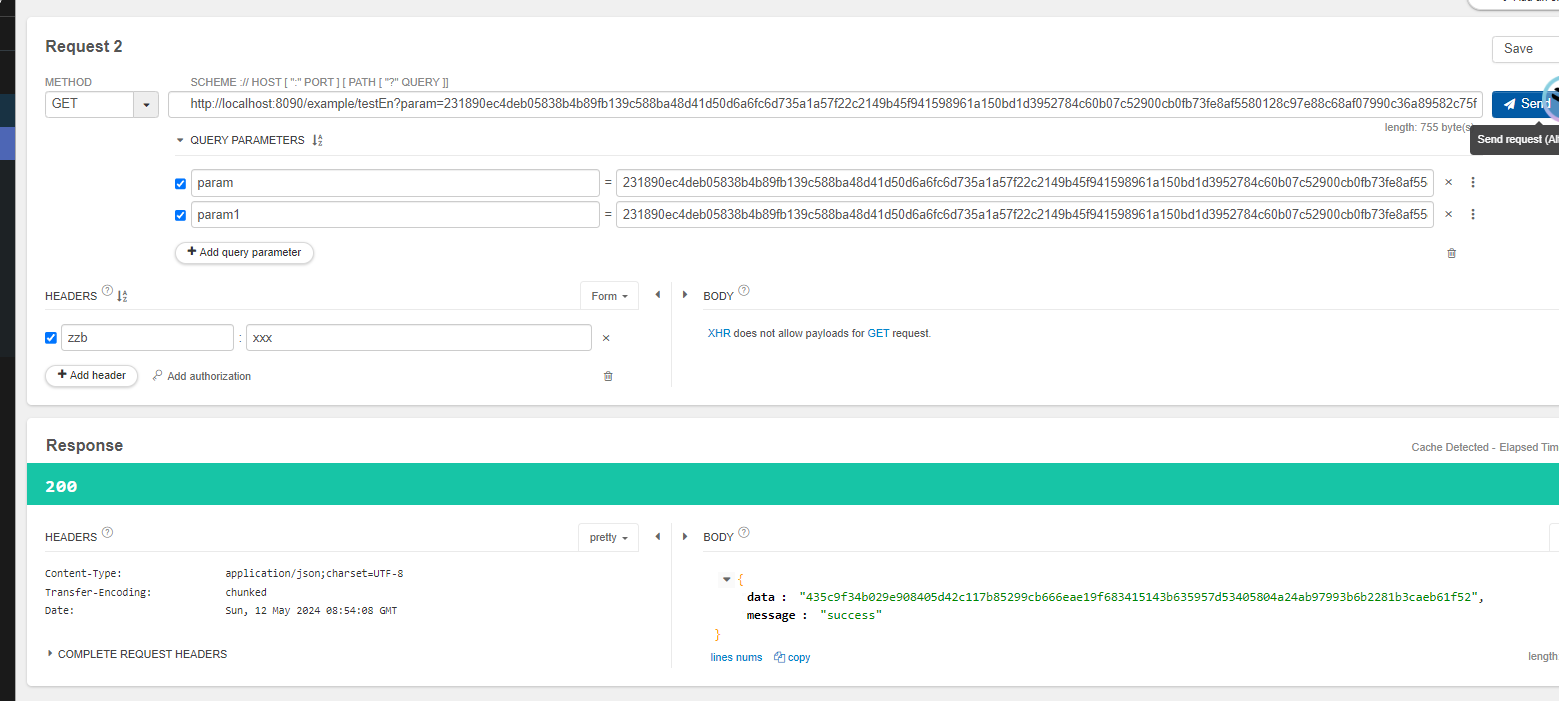 Request 2
Save
METHOD
SCHEME :// HOST [ ":" PORT ] [ PATH [ "?" QUERY ]]
GET
http://localhost:8090/example/testEn?param=231890ec4deb05838b4b89fb139c588ba48d41d50d6a6fc6d735a1a57f22c2149b45f941598961a150bd1d3952784c60b07c52900cb0fb73fe8af5580128c97e88c68af07990c36a89582c75f
Send
length: 755 byte(s)
Send request (Al
QUERY PARAMETERS
param = 231890ec4deb05838b4b89fb139c588ba48d41d50d6a6fc6d735a1a57f22c2149b45f941598961a150bd1d3952784c60b07c52900cb0fb73fe8af55
param1 = 231890ec4deb05838b4b89fb139c588ba48d41d50d6a6fc6d735a1a57f22c2149b45f941598961a150bd1d3952784c60b07c52900cb0fb73fe8af55
+ Add query parameter
HEADERS
Form
BODY
zzb : xxx
XHR does not allow payloads for GET request.
+ Add header
Add authorization
Response
Cache Detected - Elapsed Tim
200
HEADERS
pretty
BODY
Content-Type: application/json;charset=UTF-8
Transfer-Encoding: chunked
Date: Sun, 12 May 2024 08:54:08 GMT
COMPLETE REQUEST HEADERS
{
data : "435c9f34b029e908405d42c117b85299cb666eae19f683415143b635957d53405804a24ab97993b6b2281b3caeb61f52",
message : "success"
}
lines nums
copy
length